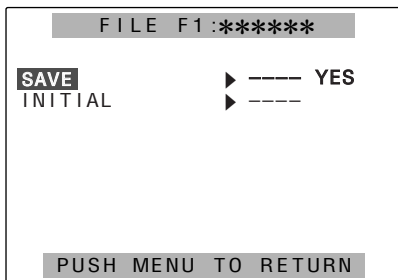 FILE F1:******
SAVE ▶ ---- YES
INITIAL ▶ ----
PUSH MENU TO RETURN